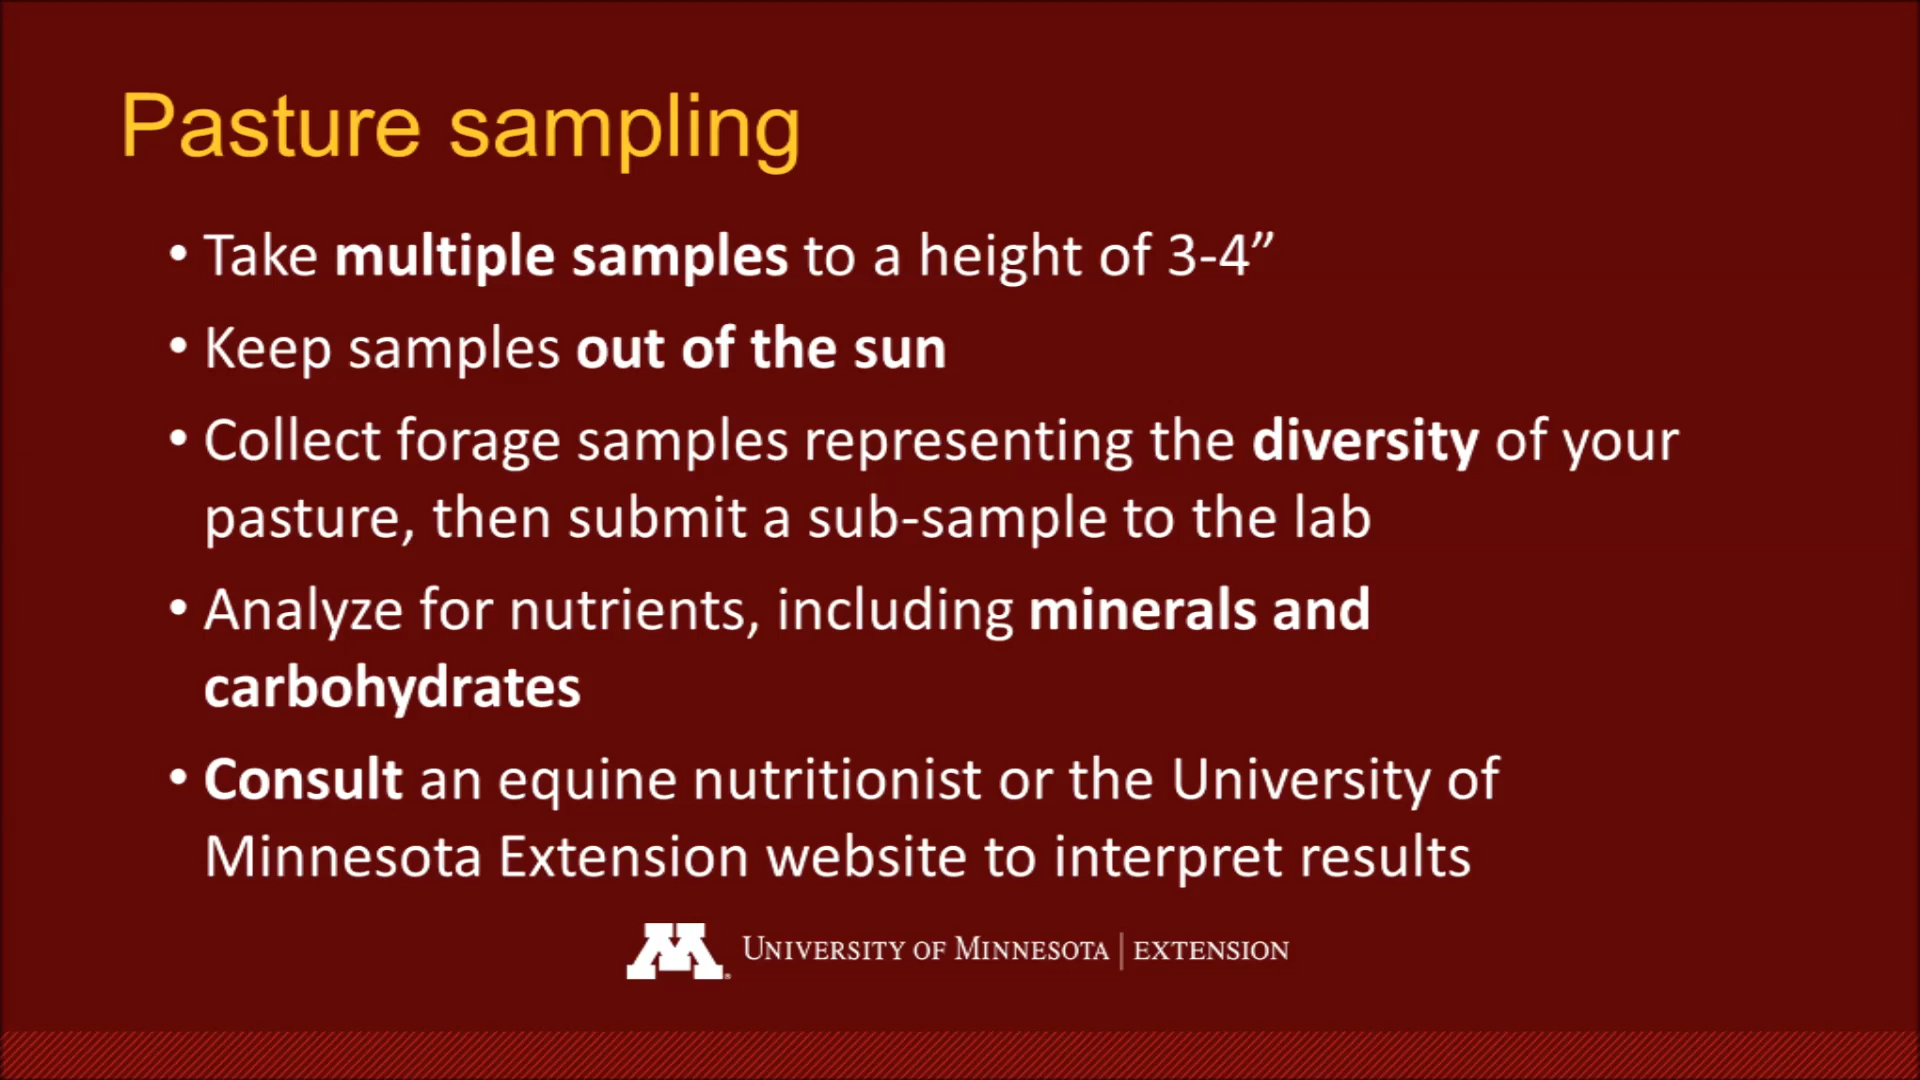 Pasture sampling
• Take multiple samples to a height of 3-4”
• Keep samples out of the sun
• Collect forage samples representing the diversity of your
pasture, then submit a sub-sample to the lab
• Analyze for nutrients, including minerals and
carbohydrates
• Consult an equine nutritionist or the University of
Minnesota Extension website to interpret results
M UNIVERSITY OF MINNESOTA | EXTENSION